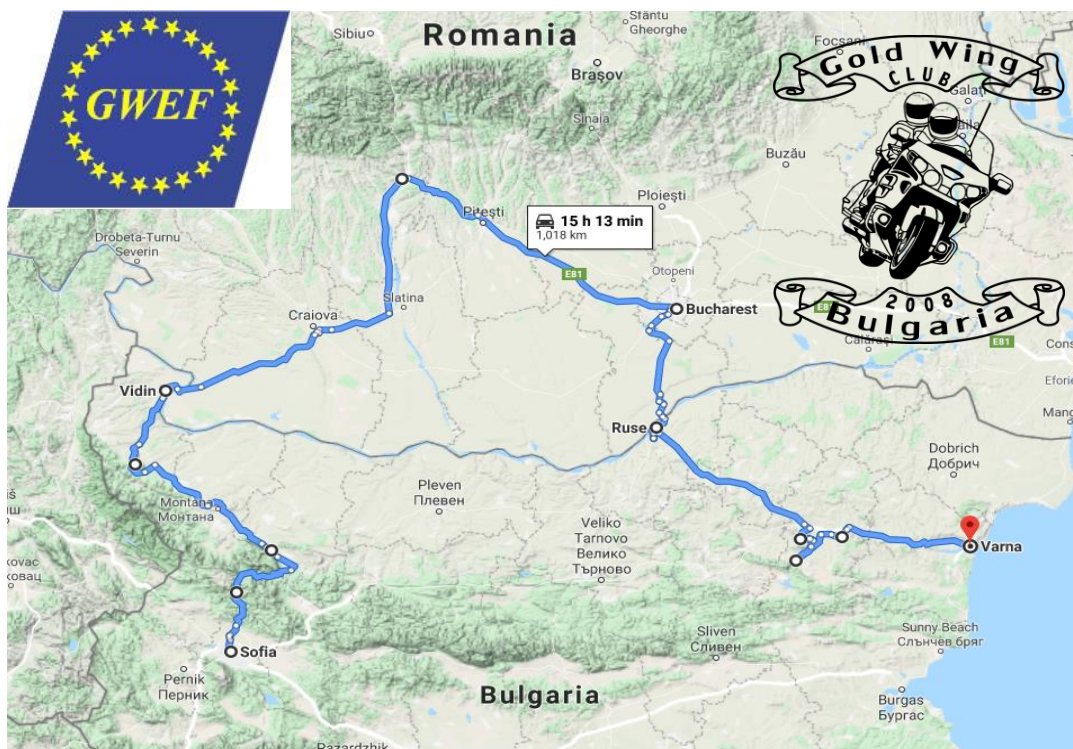 GWEF
Romania
Sibiu
Sfântu
Gheorghe
Focșani
Brașov
Sinaia
Buzău
Gold Wing
CLUB
Galați
2008
Bulgaria
Ploiești
Pitești
15 h 13 min
1,018 km
Drobeta-Turnu
Severin
E81
Otopeni
Slatina
Craiova
Bucharest
Călărași
E81
Eforie
Vidin
Ruse
Dobrich
Добрич
Pleven
Плевен
Montana
Монтана
Veliko
Tarnovo
Велико
Търново
Varna
Sofia
Pernik
Перник
Sliven
Сливен
Sunny Beach
Слънчев бряг
Bulgaria
Burgas
Бургас
Pazardzhik